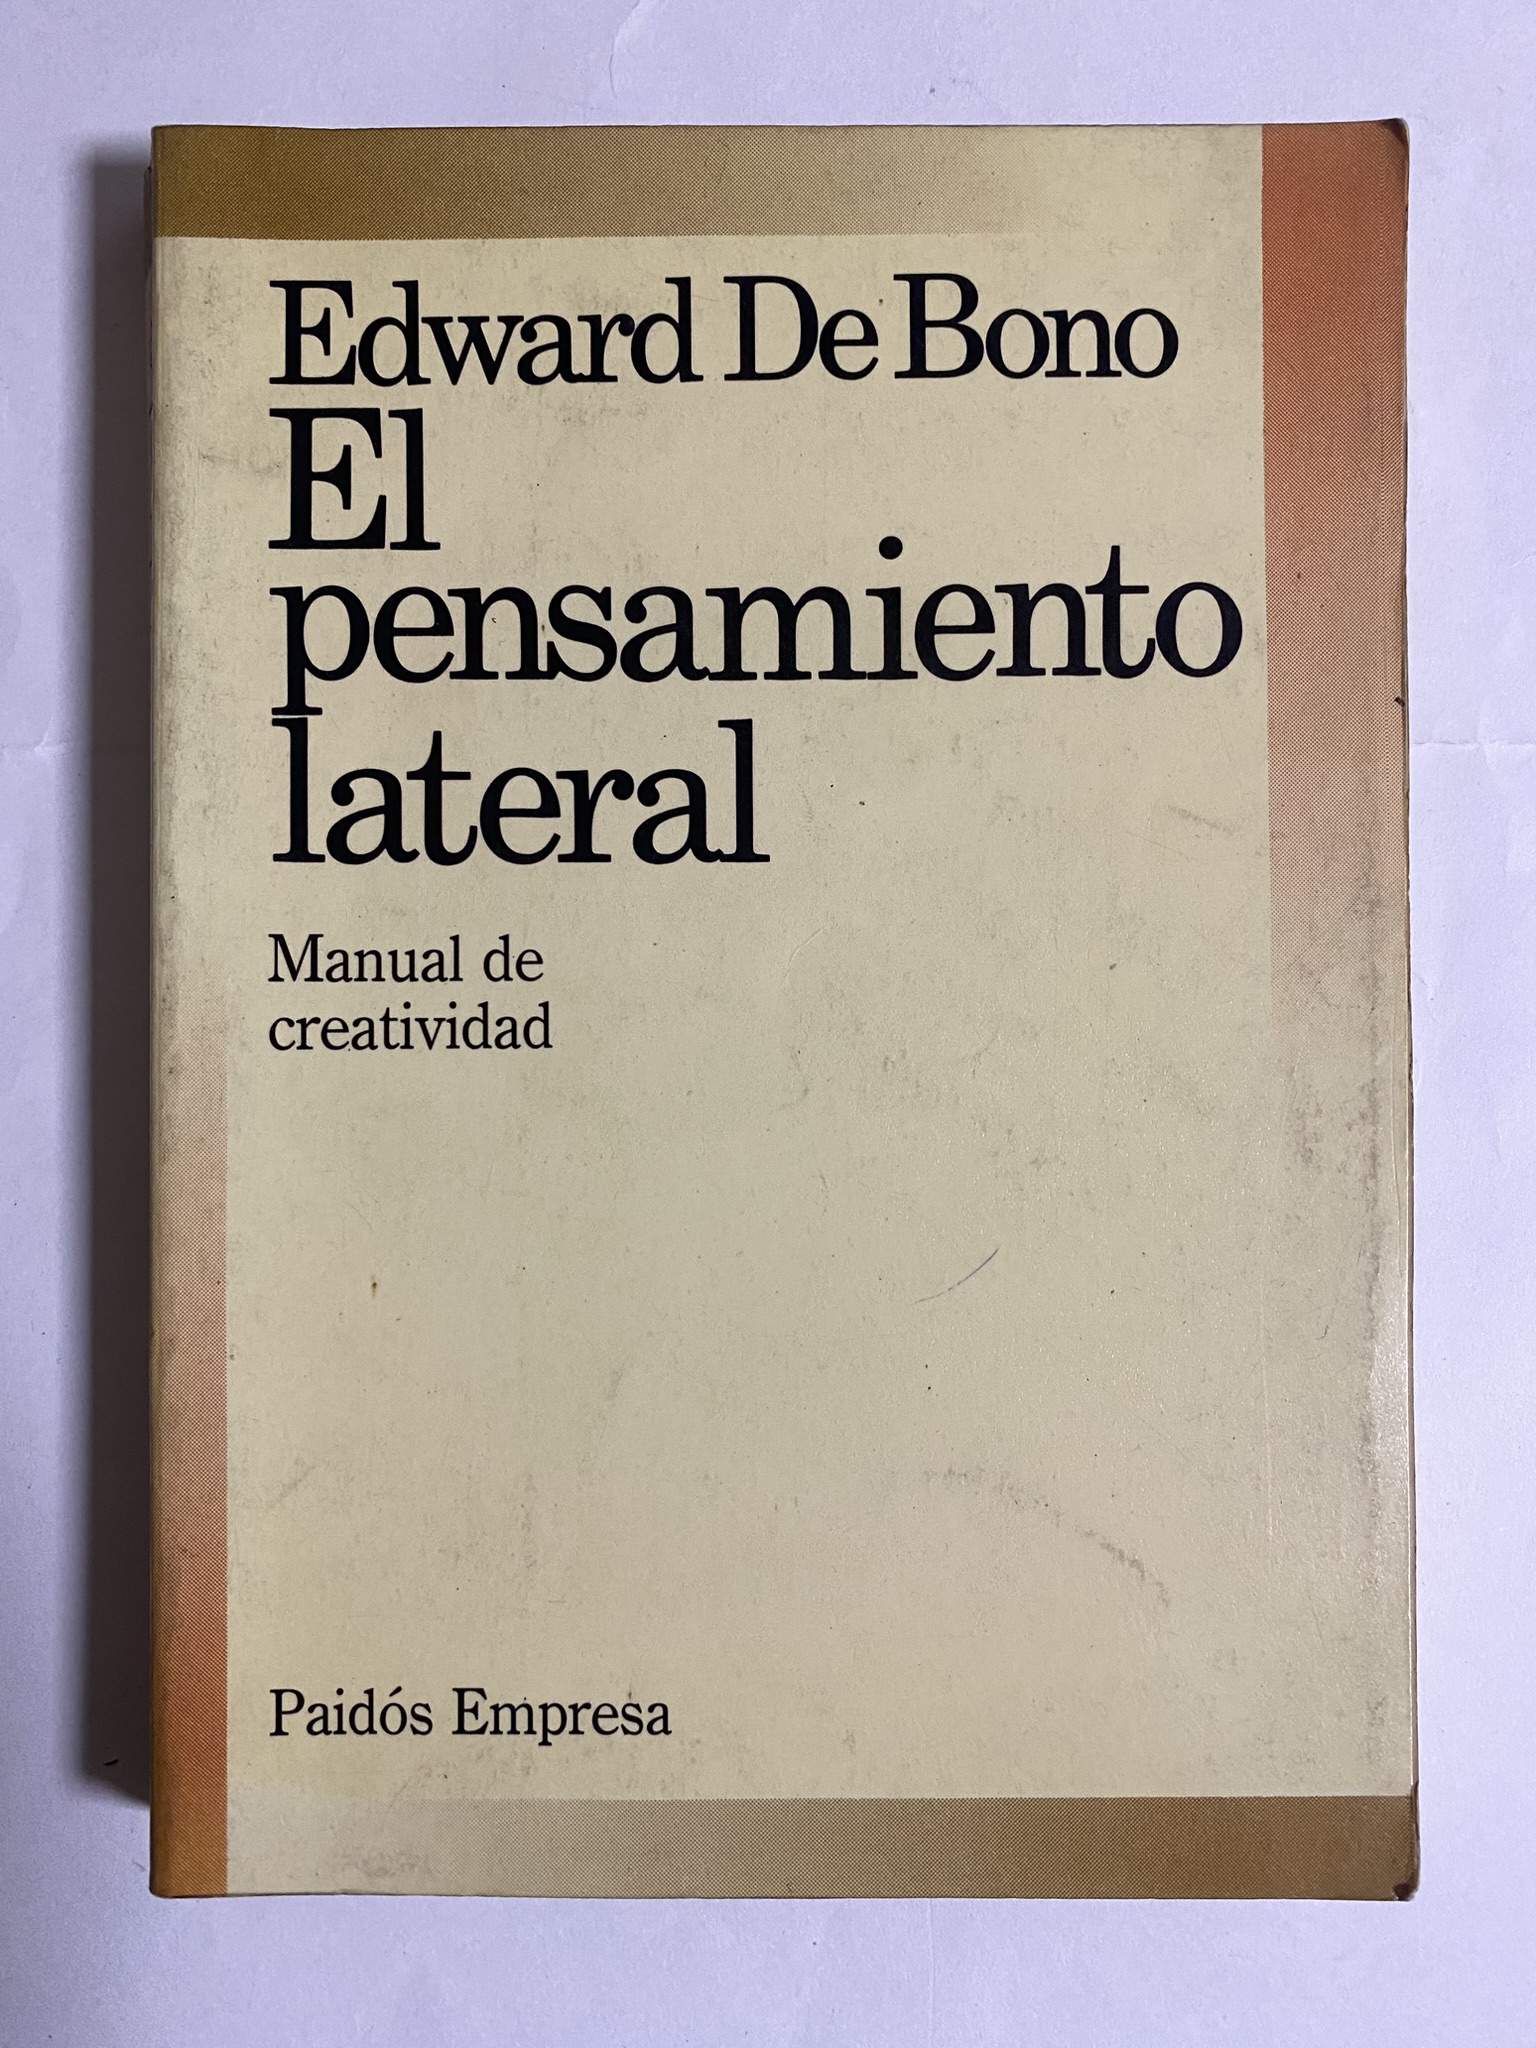 Edward De Bono
El
pensamiento
lateral
Manual de
creatividad
Paidós Empresa